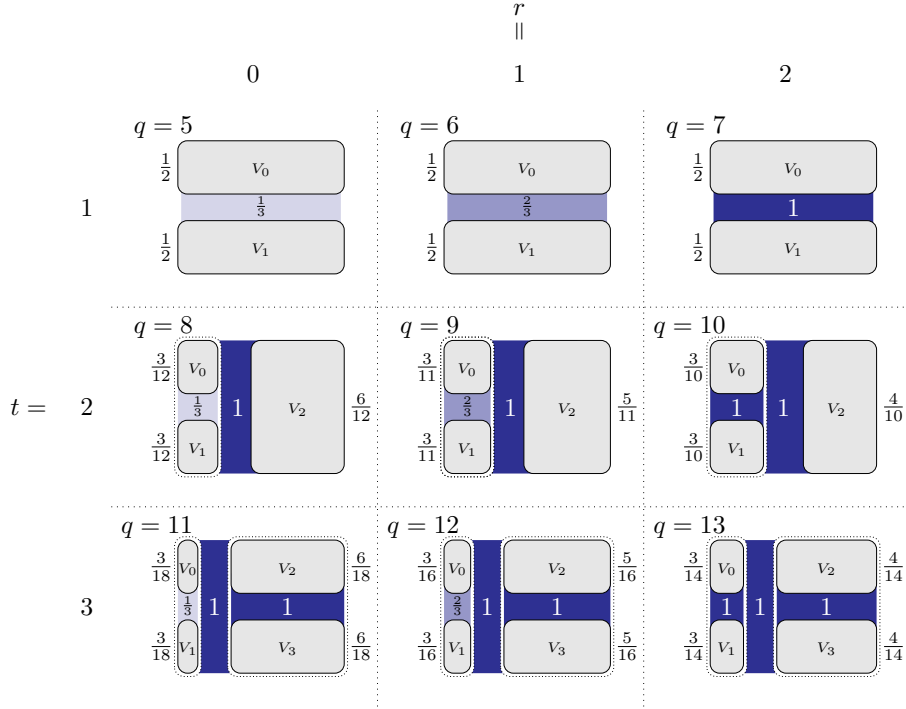 r
=
0 1 2
q = 5 q = 6 q = 7
1/2 V₀ 1/2 V₀ 1/2 V₀
1 1/3 2/3 1
1/2 V₁ 1/2 V₁ 1/2 V₁
q = 8 q = 9 q = 10
3/12 V₀ 3/11 V₀ 3/10 V₀
t = 2 1/3 1 V₂ 6/12 2/3 1 V₂ 5/11 1 1 V₂ 4/10
3/12 V₁ 3/11 V₁ 3/10 V₁
q = 11 q = 12 q = 13
3/18 V₀ V₂ 6/18 3/16 V₀ V₂ 5/16 3/14 V₀ V₂ 4/14
3 1/3 1 1 2/3 1 1 1 1 1
3/18 V₁ V₃ 6/18 3/16 V₁ V₃ 5/16 3/14 V₁ V₃ 4/14